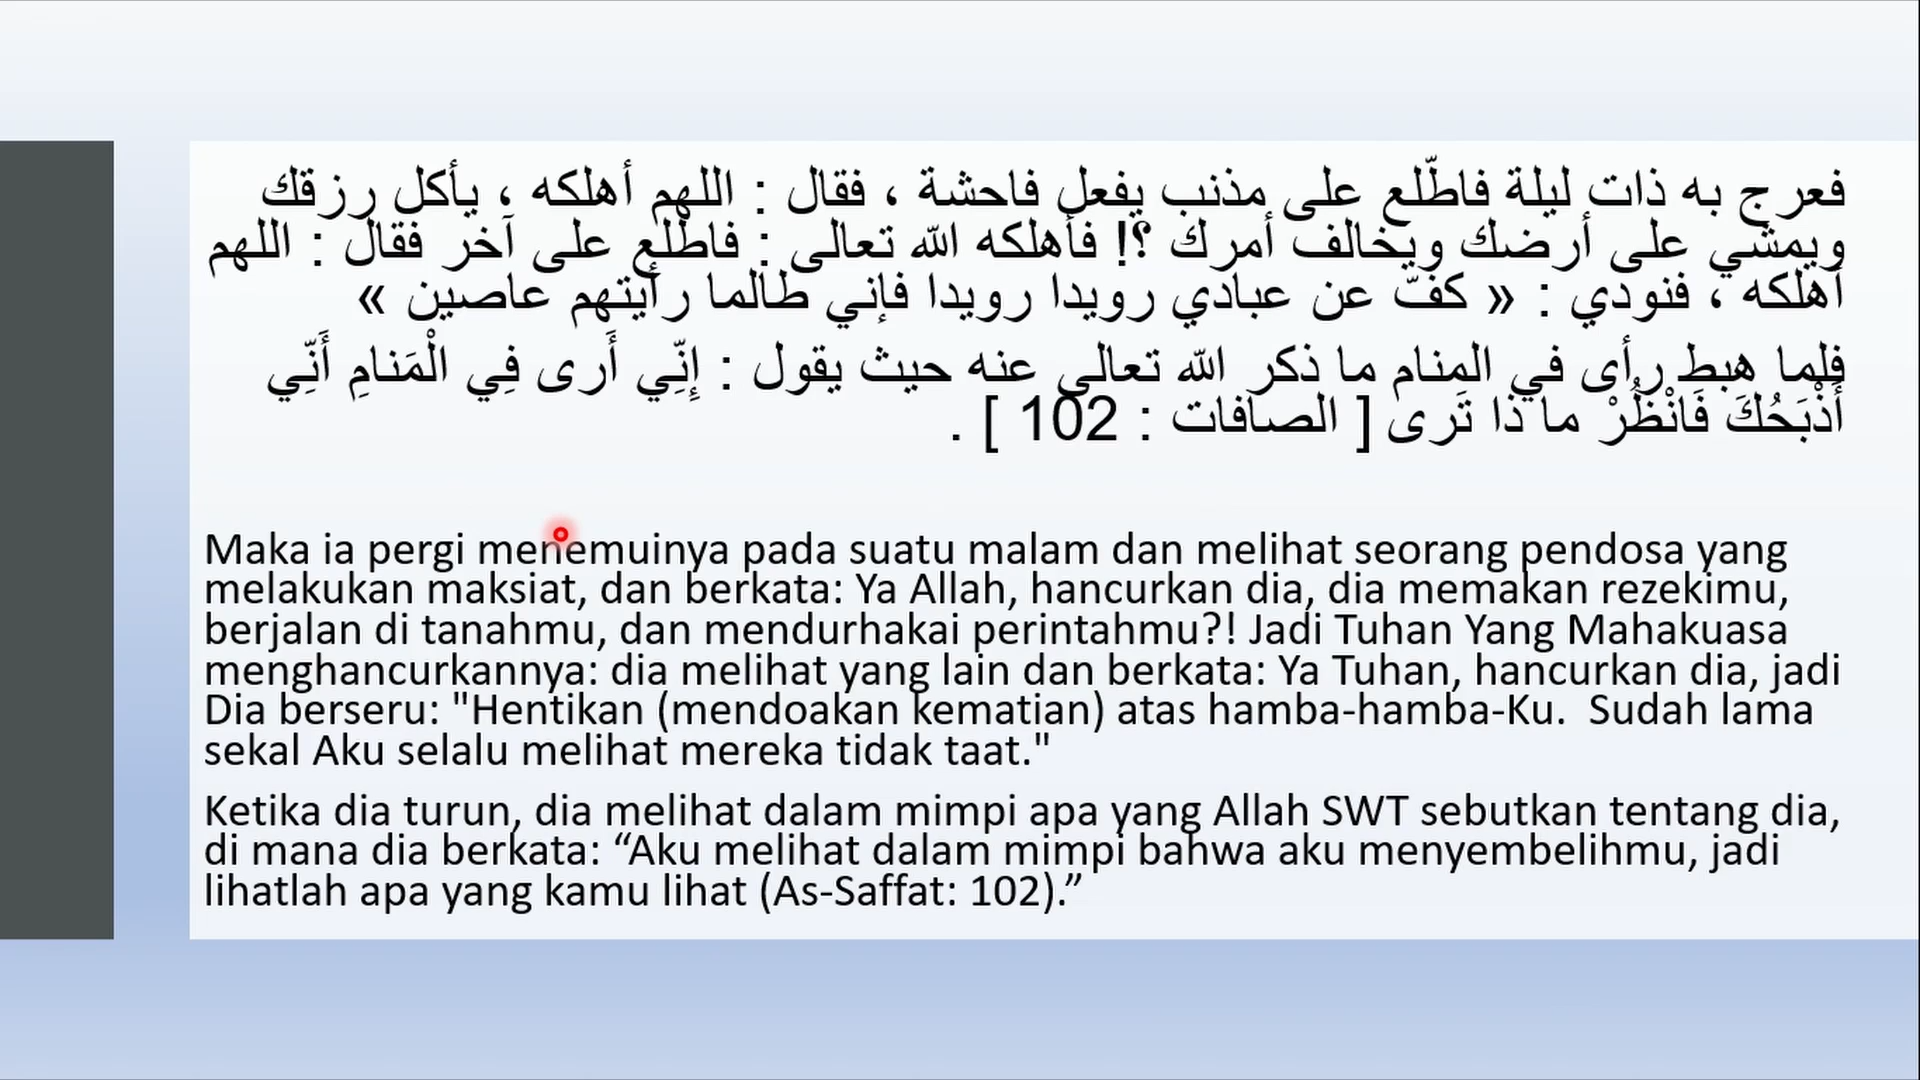 فعرج به ذات ليلة فاطّلع على مذنب يفعل فاحشة ، فقال : اللهم أهلكه ، يأكل رزقك
ويمشي على أرضك ويخالف أمرك ؟! فأهلكه الله تعالى : فاطلع على آخر فقال : اللهم
أهلكه ، فنودي : « كفّ عن عبادي رويدا رويدا فإني طالما رأيتهم عاصين »
فلما هبط رأى في المنام ما ذكر الله تعالى عنه حيث يقول : إِنِّي أَرى فِي الْمَنامِ أَنِّي
أَذْبَحُكَ فَانْظُرْ ما ذا تَرى [ الصافات : 102 ] .
Maka ia pergi menemuinya pada suatu malam dan melihat seorang pendosa yang
melakukan maksiat, dan berkata: Ya Allah, hancurkan dia, dia memakan rezekimu,
berjalan di tanahmu, dan mendurhakai perintahmu?! Jadi Tuhan Yang Mahakuasa
menghancurkannya: dia melihat yang lain dan berkata: Ya Tuhan, hancurkan dia, jadi
Dia berseru: "Hentikan (mendoakan kematian) atas hamba-hamba-Ku.  Sudah lama
sekal Aku selalu melihat mereka tidak taat."
Ketika dia turun, dia melihat dalam mimpi apa yang Allah SWT sebutkan tentang dia,
di mana dia berkata: “Aku melihat dalam mimpi bahwa aku menyembelihmu, jadi
lihatlah apa yang kamu lihat (As-Saffat: 102).”